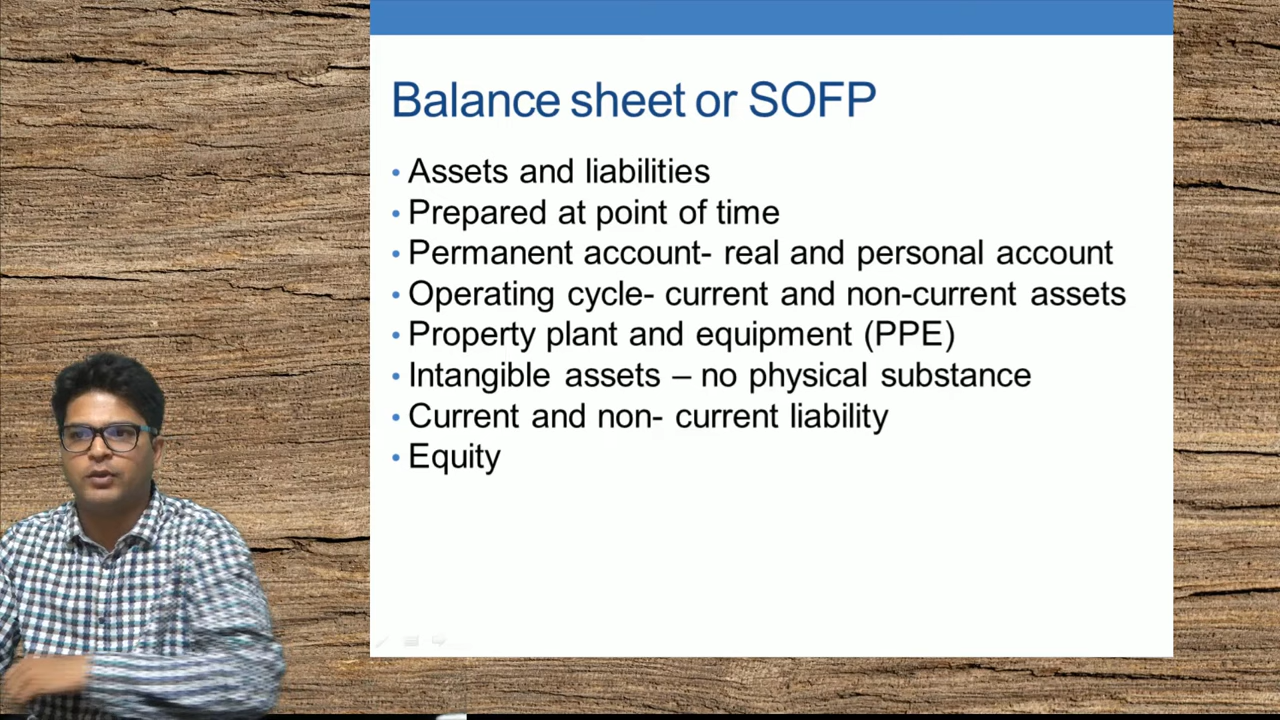 Balance sheet or SOFP
• Assets and liabilities
• Prepared at point of time
• Permanent account- real and personal account
• Operating cycle- current and non-current assets
• Property plant and equipment (PPE)
• Intangible assets – no physical substance
• Current and non- current liability
• Equity